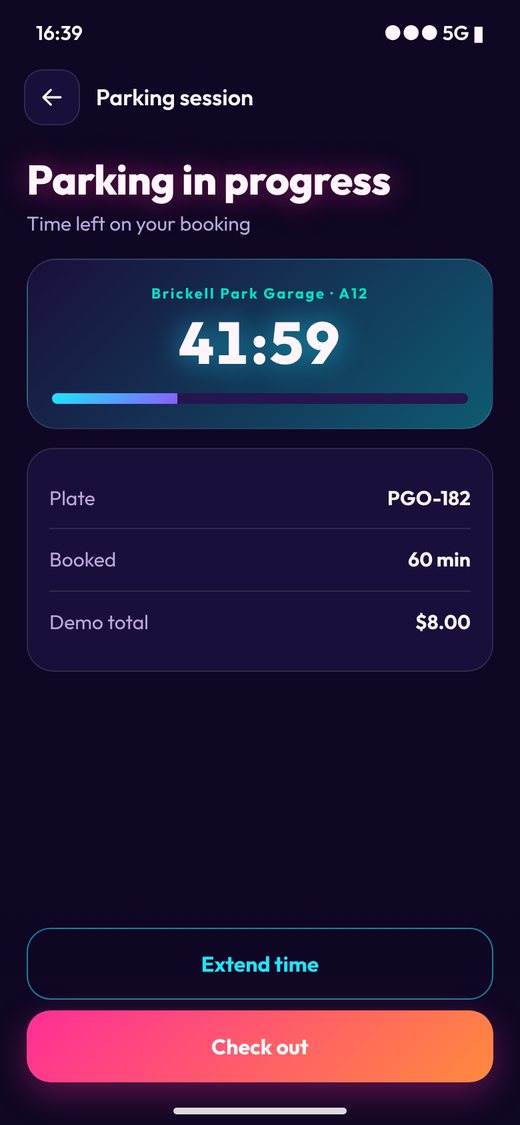 16:39
5G
Parking session
Parking in progress
Time left on your booking
Brickell Park Garage · A12
41:59
Plate PGO-182
Booked 60 min
Demo total $8.00
Extend time
Check out